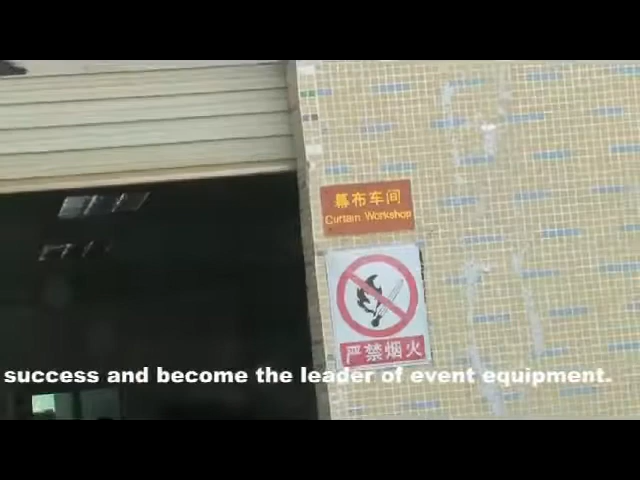 幕布车间
Curtain Workshop
严禁烟火
success and become the leader of event equipment.